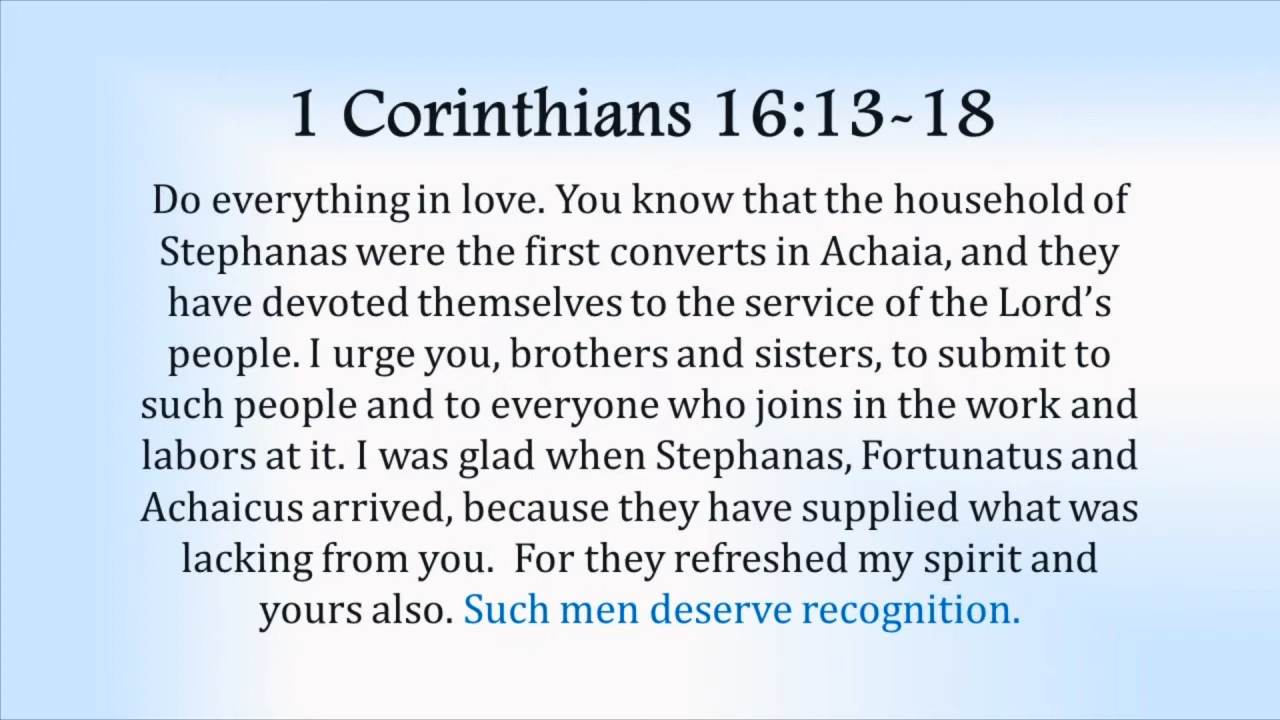 1 Corinthians 16:13-18
Do everything in love. You know that the household of
Stephanas were the first converts in Achaia, and they
have devoted themselves to the service of the Lord’s
people. I urge you, brothers and sisters, to submit to
such people and to everyone who joins in the work and
labors at it. I was glad when Stephanas, Fortunatus and
Achaicus arrived, because they have supplied what was
lacking from you.  For they refreshed my spirit and
yours also. Such men deserve recognition.